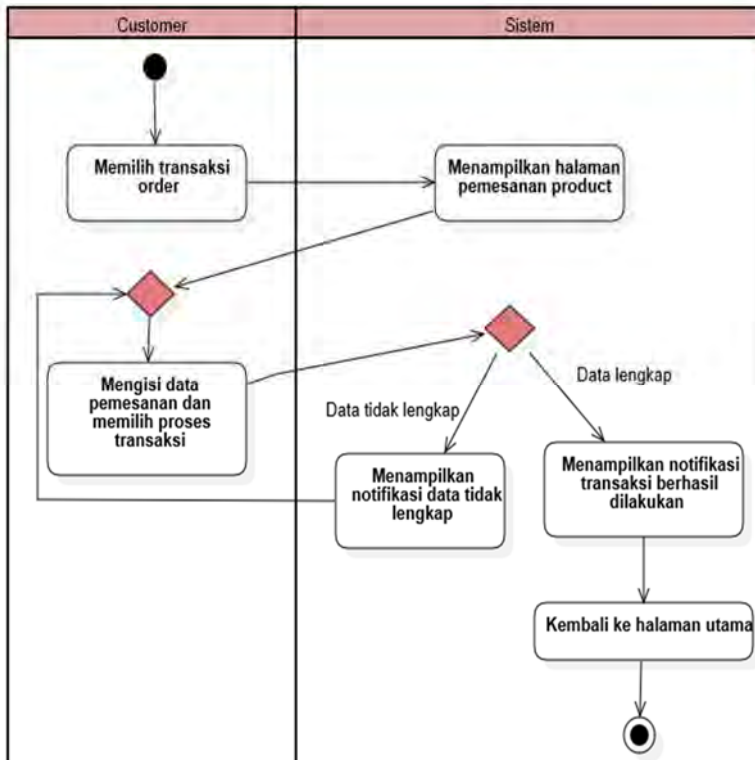 Customer
Sistem
Memilih transaksi
order
Menampilkan halaman
pemesanan product
Mengisi data
pemesanan dan
memilih proses
transaksi
Data tidak lengkap
Data lengkap
Menampilkan
notifikasi data tidak
lengkap
Menampilkan notifikasi
transaksi berhasil
dilakukan
Kembali ke halaman utama